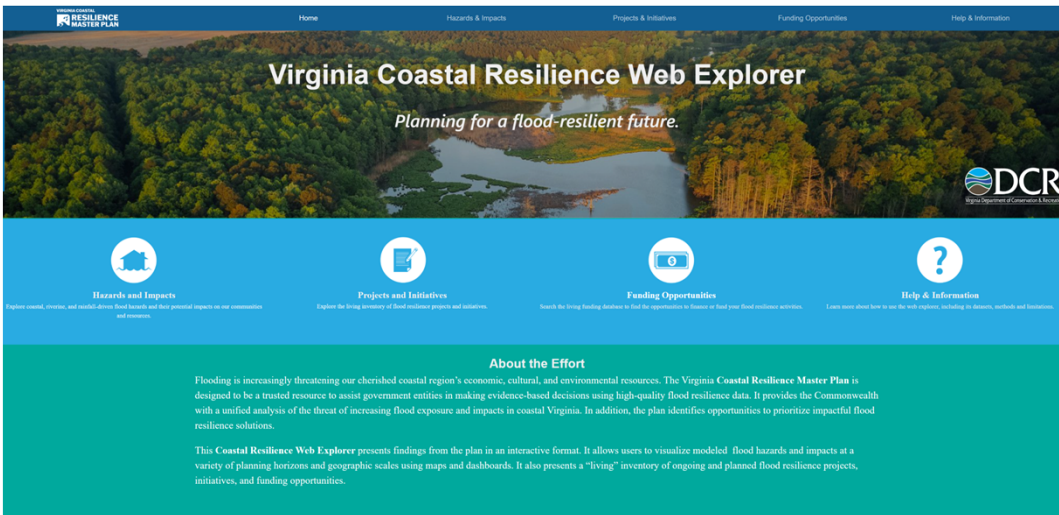 VIRGINIA COASTAL
RESILIENCE
MASTER PLAN
Home
Hazards & Impacts
Projects & Initiatives
Funding Opportunities
Help & Information
Virginia Coastal Resilience Web Explorer
Planning for a flood-resilient future.
DCR
Virginia Department of Conservation & Recreat
Hazards and Impacts
Explore coastal, riverine, and rainfall-driven flood hazards and their potential impacts on our communities
and resources.
Projects and Initiatives
Explore the living inventory of flood resilience projects and initiatives.
$
Funding Opportunities
Search the living funding database to find the opportunities to finance or fund your flood resilience activities.
?
Help & Information
Learn more about how to use the web explorer, including its datasets, methods and limitations.
About the Effort
Flooding is increasingly threatening our cherished coastal region's economic, cultural, and environmental resources. The Virginia Coastal Resilience Master Plan is
designed to be a trusted resource to assist government entities in making evidence-based decisions using high-quality flood resilience data. It provides the Commonwealth
with a unified analysis of the threat of increasing flood exposure and impacts in coastal Virginia. In addition, the plan identifies opportunities to prioritize impactful flood
resilience solutions.
This Coastal Resilience Web Explorer presents findings from the plan in an interactive format. It allows users to visualize modeled flood hazards and impacts at a
variety of planning horizons and geographic scales using maps and dashboards. It also presents a “living” inventory of ongoing and planned flood resilience projects,
initiatives, and funding opportunities.